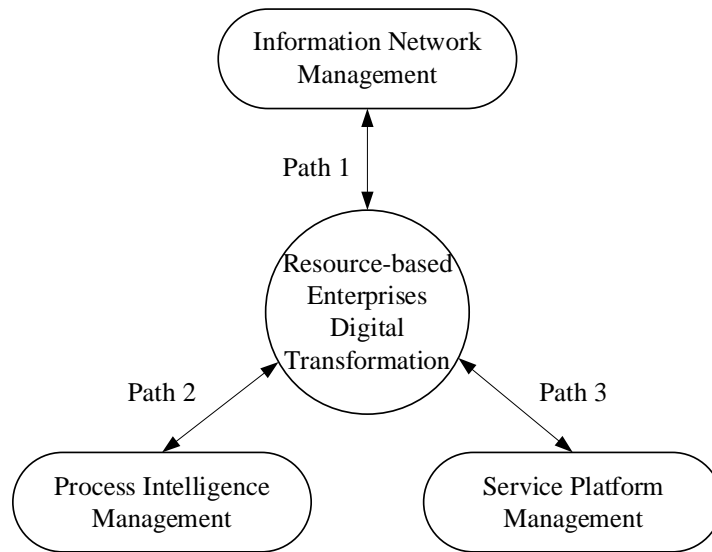 Information Network
Management
Path 1
Resource-based
Enterprises
Digital
Transformation
Path 2
Path 3
Process Intelligence
Management
Service Platform
Management